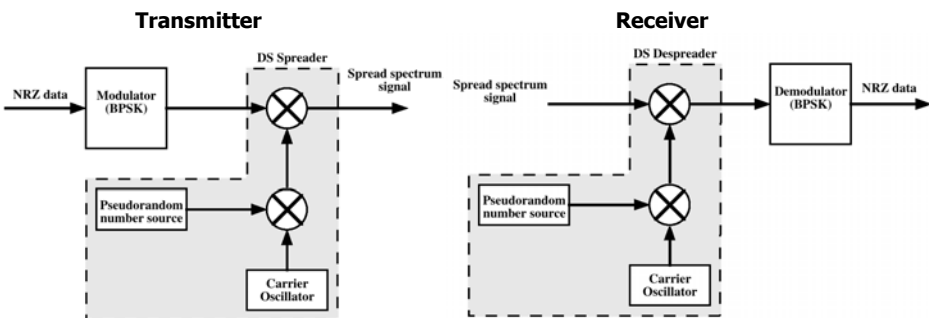 Transmitter
DS Spreader
NRZ data
Modulator
(BPSK)
Spread spectrum
signal
Pseudorandom
number source
Carrier
Oscillator
Receiver
DS Despreader
Spread spectrum
signal
Demodulator
(BPSK)
NRZ data
Pseudorandom
number source
Carrier
Oscillator